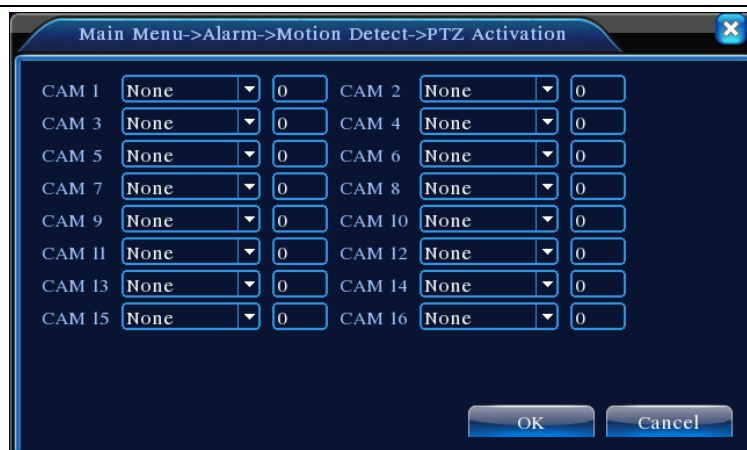 Main Menu->Alarm->Motion Detect->PTZ Activation
CAM 1 None 0 CAM 2 None 0
CAM 3 None 0 CAM 4 None 0
CAM 5 None 0 CAM 6 None 0
CAM 7 None 0 CAM 8 None 0
CAM 9 None 0 CAM 10 None 0
CAM 11 None 0 CAM 12 None 0
CAM 13 None 0 CAM 14 None 0
CAM 15 None 0 CAM 16 None 0
OK Cancel